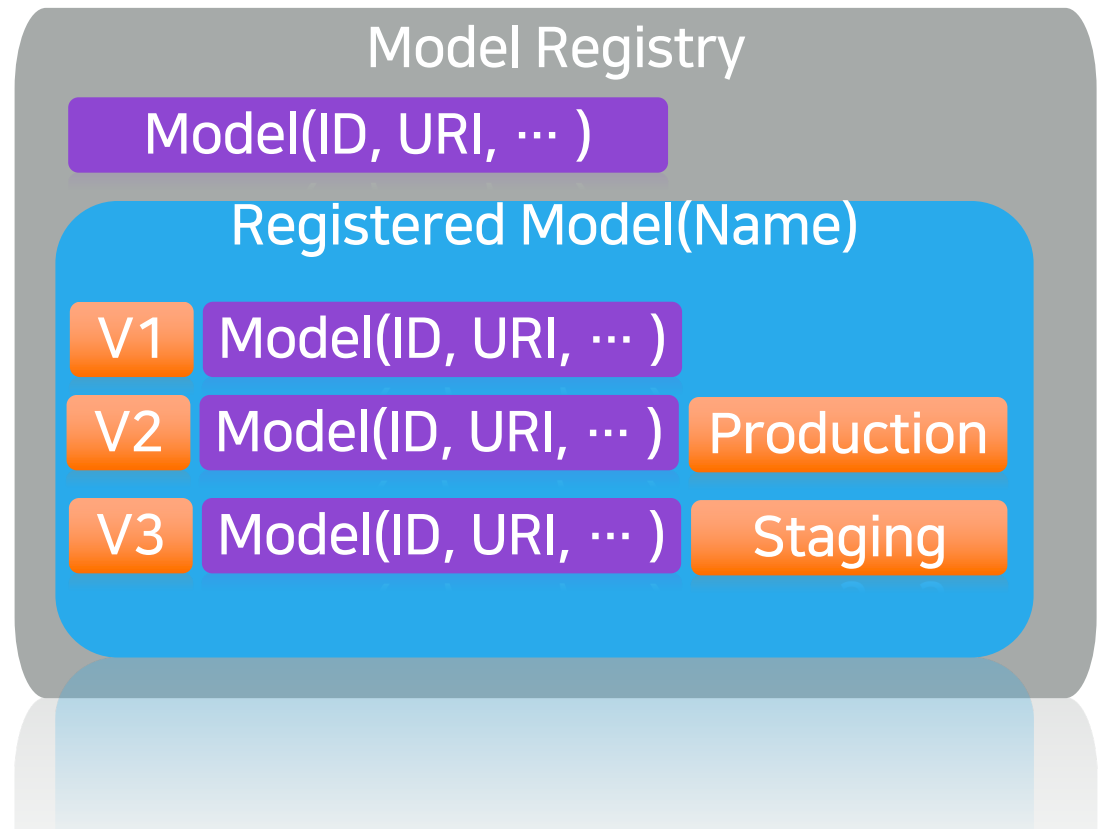 Model Registry
Model(ID, URI, ··· )
Registered Model(Name)
V1 Model(ID, URI, ··· )
V2 Model(ID, URI, ··· ) Production
V3 Model(ID, URI, ··· ) Staging